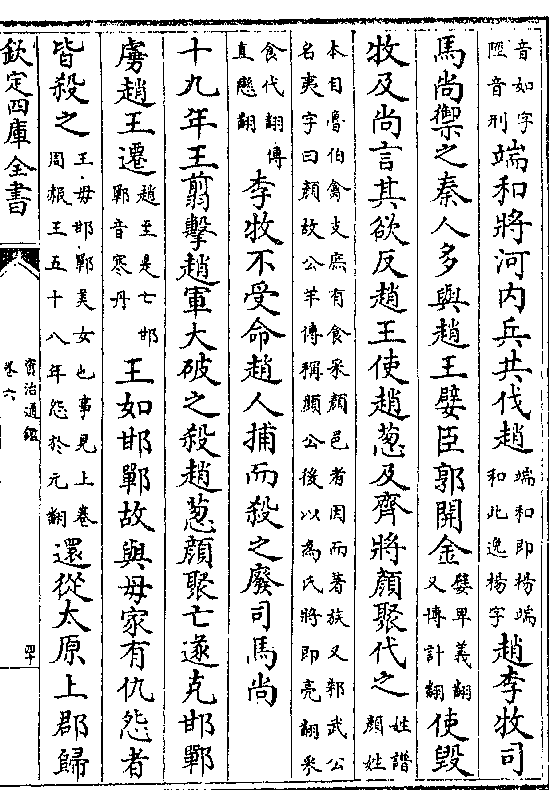 音如字陘音刑端和將河内兵共伐趙端和即楊端和此逸楊字趙李牧司
馬尚禦之秦人多與趙王嬖臣郭開金嬖卑義翻又博計翻使毁
牧及尚言其欲反趙王使趙葱及齊將顔聚代之姓譜顔姓
本自魯伯禽支庶有食采顔邑者因而著族又邾武公名夷字曰顔故公羊傳稱顔公後以為氏將即亮翻采
食代翻傳直戀翻李牧不受命趙人捕而殺之廢司馬尚
十九年王翦擊趙軍大破之殺趙葱顔聚亡遂克邯鄲
虜趙王遷趙至是亡邯鄲音寒丹王如邯鄲故與母家有仇怨者
皆殺之王母邯鄲美女也事見上卷周赧王五十八年怨於元翻還從太原上郡歸
欽定四庫全書
資治通鑑
卷六
四十